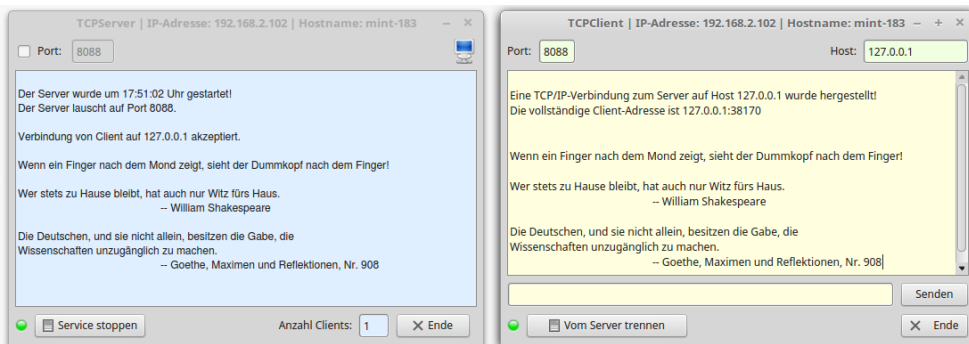 TCPServer | IP-Adresse: 192.168.2.102 | Hostname: mint-183
Port: 8088
Der Server wurde um 17:51:02 Uhr gestartet!
Der Server lauscht auf Port 8088.
Verbindung von Client auf 127.0.0.1 akzeptiert.
Wenn ein Finger nach dem Mond zeigt, sieht der Dummkopf nach dem Finger!
Wer stets zu Hause bleibt, hat auch nur Witz fürs Haus.
-- William Shakespeare
Die Deutschen, und sie nicht allein, besitzen die Gabe, die
Wissenschaften unzugänglich zu machen.
-- Goethe, Maximen und Reflektionen, Nr. 908
Service stoppen
Anzahl Clients: 1
Ende
TCPClient | IP-Adresse: 192.168.2.102 | Hostname: mint-183
Port: 8088
Host: 127.0.0.1
Eine TCP/IP-Verbindung zum Server auf Host 127.0.0.1 wurde hergestellt!
Die vollständige Client-Adresse ist 127.0.0.1:38170
Wenn ein Finger nach dem Mond zeigt, sieht der Dummkopf nach dem Finger!
Wer stets zu Hause bleibt, hat auch nur Witz fürs Haus.
-- William Shakespeare
Die Deutschen, und sie nicht allein, besitzen die Gabe, die
Wissenschaften unzugänglich zu machen.
-- Goethe, Maximen und Reflektionen, Nr. 908
Senden
Vom Server trennen
Ende